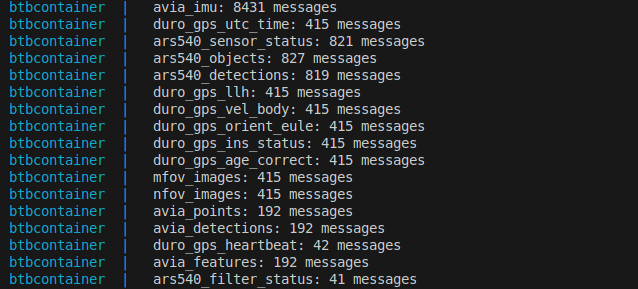 btbcontainer | avia_imu: 8431 messages
btbcontainer | duro_gps_utc_time: 415 messages
btbcontainer | ars540_sensor_status: 821 messages
btbcontainer | ars540_objects: 827 messages
btbcontainer | ars540_detections: 819 messages
btbcontainer | duro_gps_llh: 415 messages
btbcontainer | duro_gps_vel_body: 415 messages
btbcontainer | duro_gps_orient_eule: 415 messages
btbcontainer | duro_gps_ins_status: 415 messages
btbcontainer | duro_gps_age_correct: 415 messages
btbcontainer | mfov_images: 415 messages
btbcontainer | nfov_images: 415 messages
btbcontainer | avia_points: 192 messages
btbcontainer | avia_detections: 192 messages
btbcontainer | duro_gps_heartbeat: 42 messages
btbcontainer | avia_features: 192 messages
btbcontainer | ars540_filter_status: 41 messages